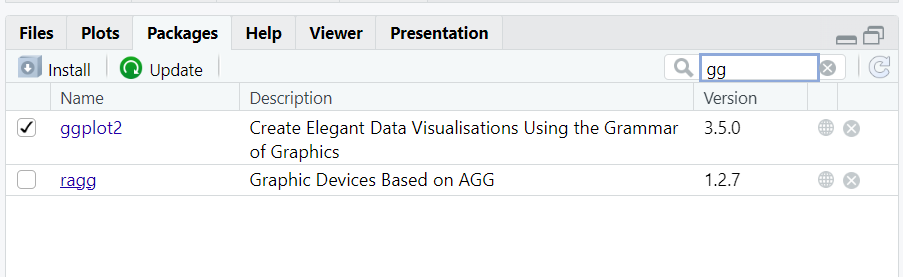 Files Plots Packages Help Viewer Presentation
Install Update gg
Name Description Version
ggplot2 Create Elegant Data Visualisations Using the Grammar 3.5.0
of Graphics
ragg Graphic Devices Based on AGG 1.2.7